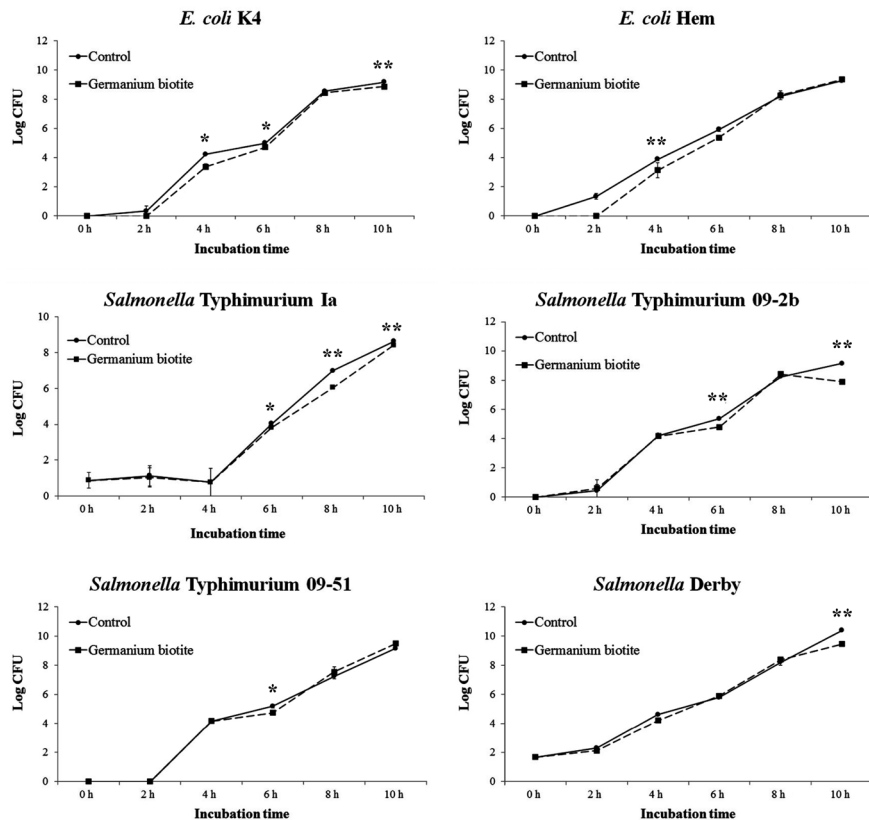 E. coli K4
12
10
8
6
4
2
0
Log CFU
Control
Germanium biotite
*
*
**
0 h 2 h 4 h 6 h 8 h 10 h
Incubation time
E. coli Hem
12
10
8
6
4
2
0
Log CFU
Control
Germanium biotite
**
0 h 2 h 4 h 6 h 8 h 10 h
Incubation time
Salmonella Typhimurium Ia
10
8
6
4
2
0
Log CFU
Control
Germanium biotite
*
**
**
0 h 2 h 4 h 6 h 8 h 10 h
Incubation time
Salmonella Typhimurium 09-2b
12
10
8
6
4
2
0
Log CFU
Control
Germanium biotite
**
**
0 h 2 h 4 h 6 h 8 h 10 h
Incubation time
Salmonella Typhimurium 09-51
12
10
8
6
4
2
0
Log CFU
Control
Germanium biotite
*
0 h 2 h 4 h 6 h 8 h 10 h
Incubation time
Salmonella Derby
12
10
8
6
4
2
0
Log CFU
Control
Germanium biotite
**
0 h 2 h 4 h 6 h 8 h 10 h
Incubation time